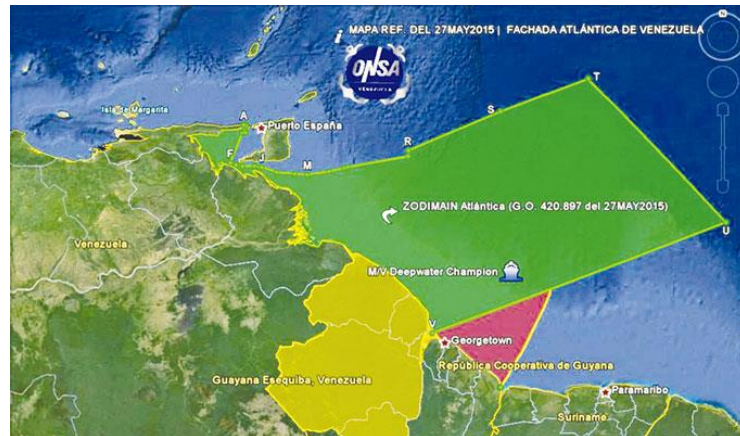 MAPA REF. DEL 27MAY2015 | FACHADA ATLÁNTICA DE VENEZUELA
N
ONSA
VENEZUELA
T
S
Isla de Margarita
A
Puerto España
R
F
J
M
ZODIMAIN Atlántica (G.O. 420.897 del 27MAY2015)
U
Venezuela
M/V Deepwater Champion
V
Georgetown
República Cooperativa de Guyana
Guayana Esequiba, Venezuela
Paramaribo
Suriname